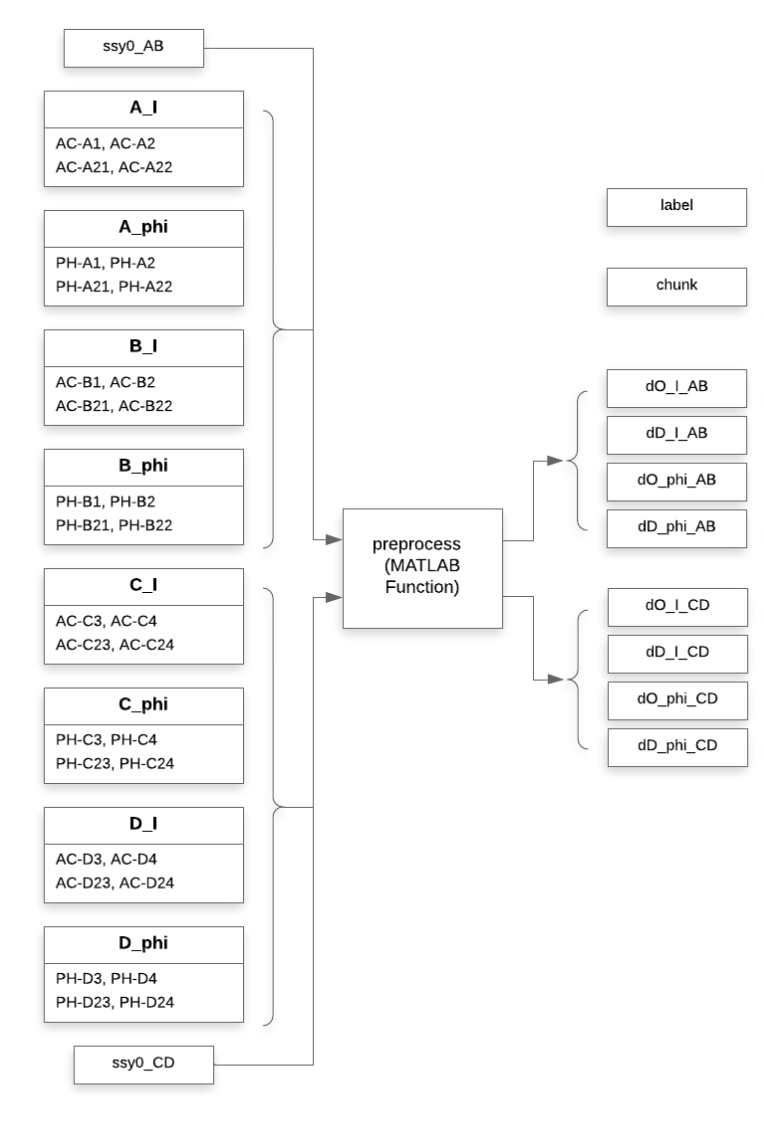 ssy0_AB
A_I
AC-A1, AC-A2
AC-A21, AC-A22
A_phi
PH-A1, PH-A2
PH-A21, PH-A22
B_I
AC-B1, AC-B2
AC-B21, AC-B22
B_phi
PH-B1, PH-B2
PH-B21, PH-B22
C_I
AC-C3, AC-C4
AC-C23, AC-C24
C_phi
PH-C3, PH-C4
PH-C23, PH-C24
D_I
AC-D3, AC-D4
AC-D23, AC-D24
D_phi
PH-D3, PH-D4
PH-D23, PH-D24
ssy0_CD
preprocess
(MATLAB
Function)
label
chunk
dO_I_AB
dD_I_AB
dO_phi_AB
dD_phi_AB
dO_I_CD
dD_I_CD
dO_phi_CD
dD_phi_CD